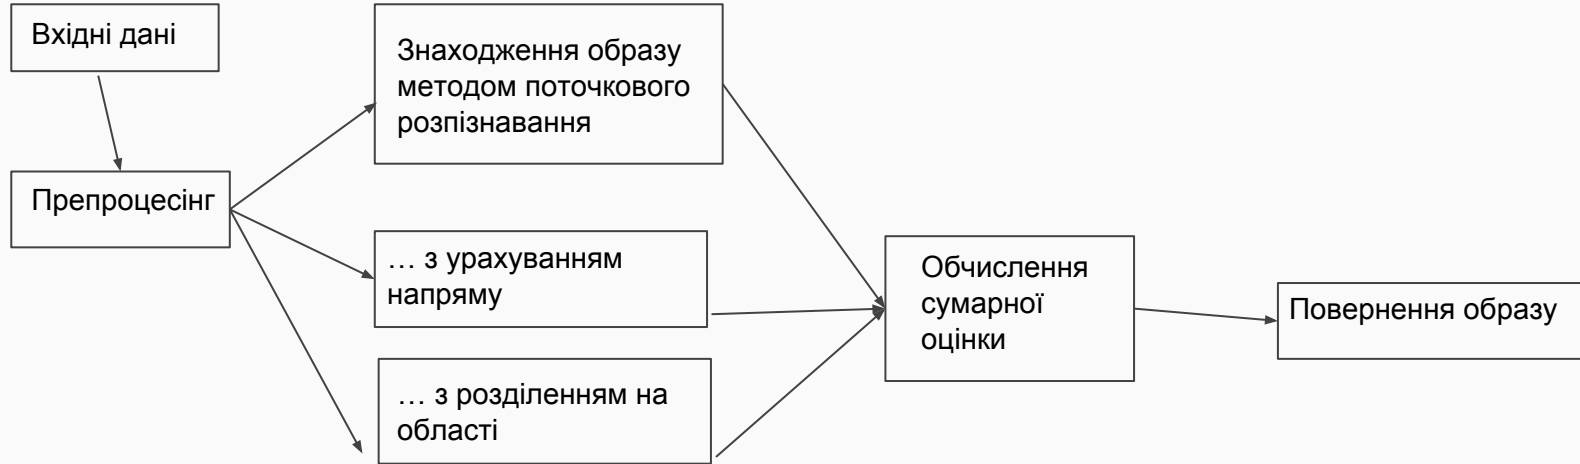 Вхідні дані
Препроцесінг
Знаходження образу
методом поточкового
розпізнавання
… з урахуванням
напряму
… з розділенням на
області
Обчислення
сумарної
оцінки
Повернення образу